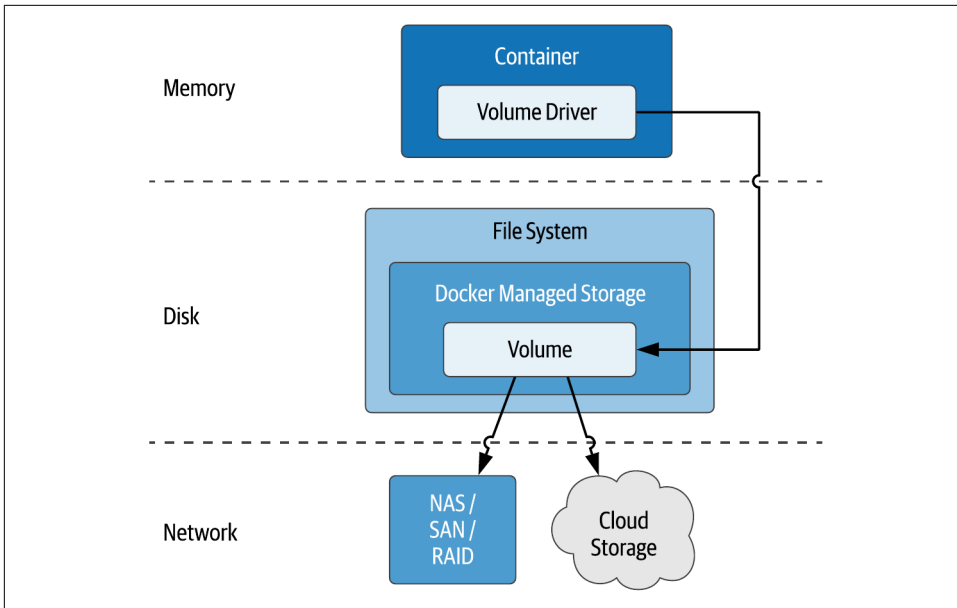 Container
Memory
Volume Driver
File System
Docker Managed Storage
Disk
Volume
NAS /
SAN /
RAID
Cloud
Storage
Network